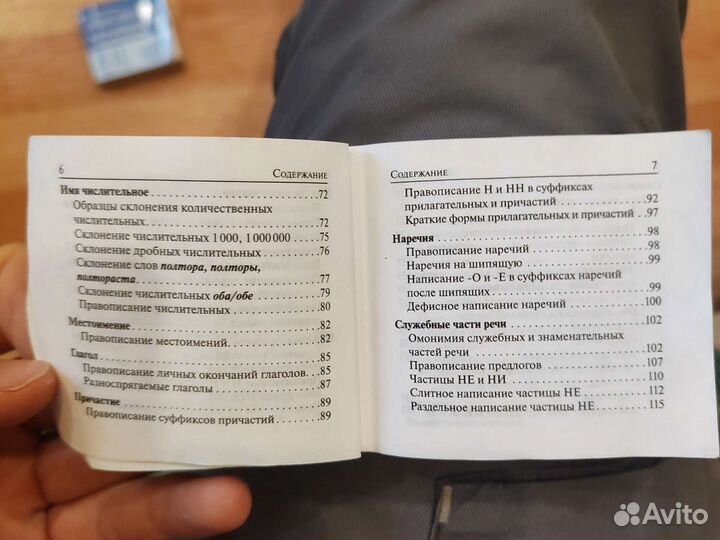 6 Содержание
Имя числительное 72
Образцы склонения количественных
числительных 72
Склонение числительных 1 000, 1 000 000 75
Склонение дробных числительных 76
Склонение слов полтора, полторы,
полтораста 77
Склонение числительных оба/обе 79
Правописание числительных 80
Местоимение 82
Правописание местоимений 82
Глагол 85
Правописание личных окончаний глаголов 85
Разноспрягаемые глаголы 87
Причастие 89
Правописание суффиксов причастий 89
Содержание 7
Правописание Н и НН в суффиксах
прилагательных и причастий 92
Краткие формы прилагательных и причастий 97
Наречия 98
Правописание наречий 98
Наречия на шипящую 99
Написание -О и -Е в суффиксах наречий
после шипящих 99
Дефисное написание наречий 100
Служебные части речи 102
Омонимия служебных и знаменательных
частей речи 102
Правописание предлогов 107
Частицы НЕ и НИ 110
Слитное написание частицы НЕ 112
Раздельное написание частицы НЕ 115
Avito